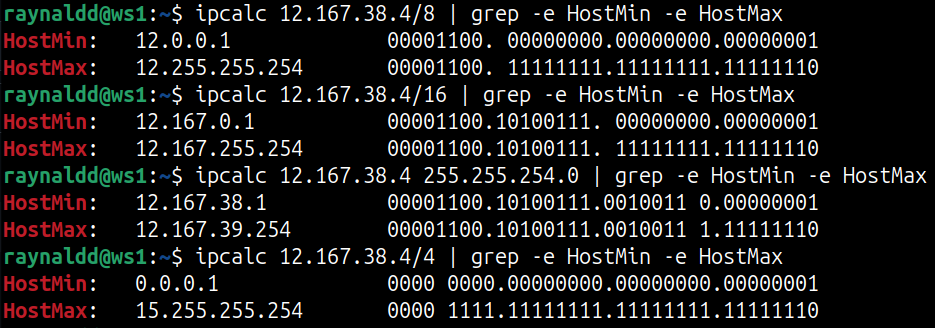 raynaldd@ws1:~$ ipcalc 12.167.38.4/8 | grep -e HostMin -e HostMax
HostMin:   12.0.0.1             00001100. 00000000.00000000.00000001
HostMax:   12.255.255.254       00001100. 11111111.11111111.11111110
raynaldd@ws1:~$ ipcalc 12.167.38.4/16 | grep -e HostMin -e HostMax
HostMin:   12.167.0.1           00001100.10100111. 00000000.00000001
HostMax:   12.167.255.254       00001100.10100111. 11111111.11111110
raynaldd@ws1:~$ ipcalc 12.167.38.4 255.255.254.0 | grep -e HostMin -e HostMax
HostMin:   12.167.38.1          00001100.10100111.0010011 0.00000001
HostMax:   12.167.39.254        00001100.10100111.0010011 1.11111110
raynaldd@ws1:~$ ipcalc 12.167.38.4/4 | grep -e HostMin -e HostMax
HostMin:   0.0.0.1              0000 0000.00000000.00000000.00000001
HostMax:   15.255.255.254       0000 1111.11111111.11111111.11111110